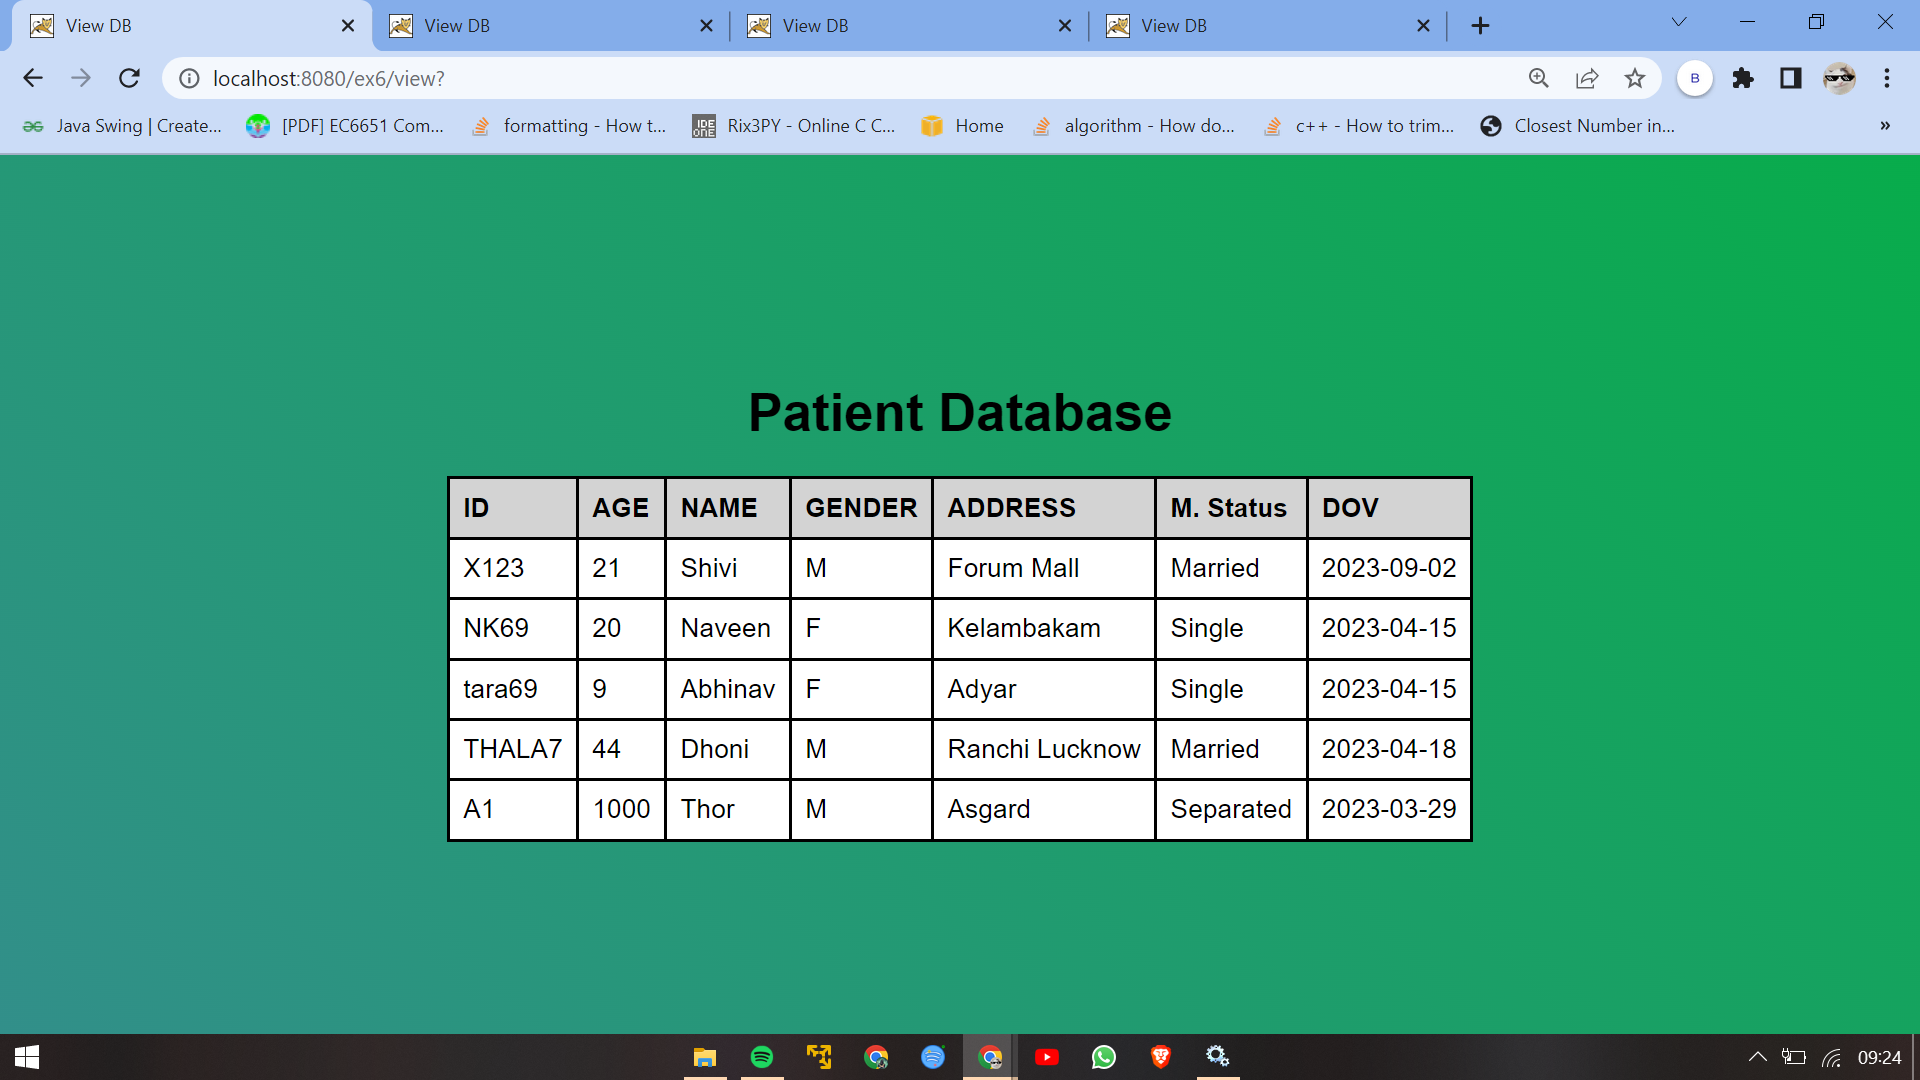 View DB View DB View DB View DB
localhost:8080/ex6/view? B
Java Swing | Create... [PDF] EC6651 Com... formatting - How t... IDE ONE Rix3PY - Online C C... Home algorithm - How do... c++ - How to trim... Closest Number in... »
Patient Database
ID AGE NAME GENDER ADDRESS M. Status DOV
X123 21 Shivi M Forum Mall Married 2023-09-02
NK69 20 Naveen F Kelambakam Single 2023-04-15
tara69 9 Abhinav F Adyar Single 2023-04-15
THALA7 44 Dhoni M Ranchi Lucknow Married 2023-04-18
A1 1000 Thor M Asgard Separated 2023-03-29
09:24